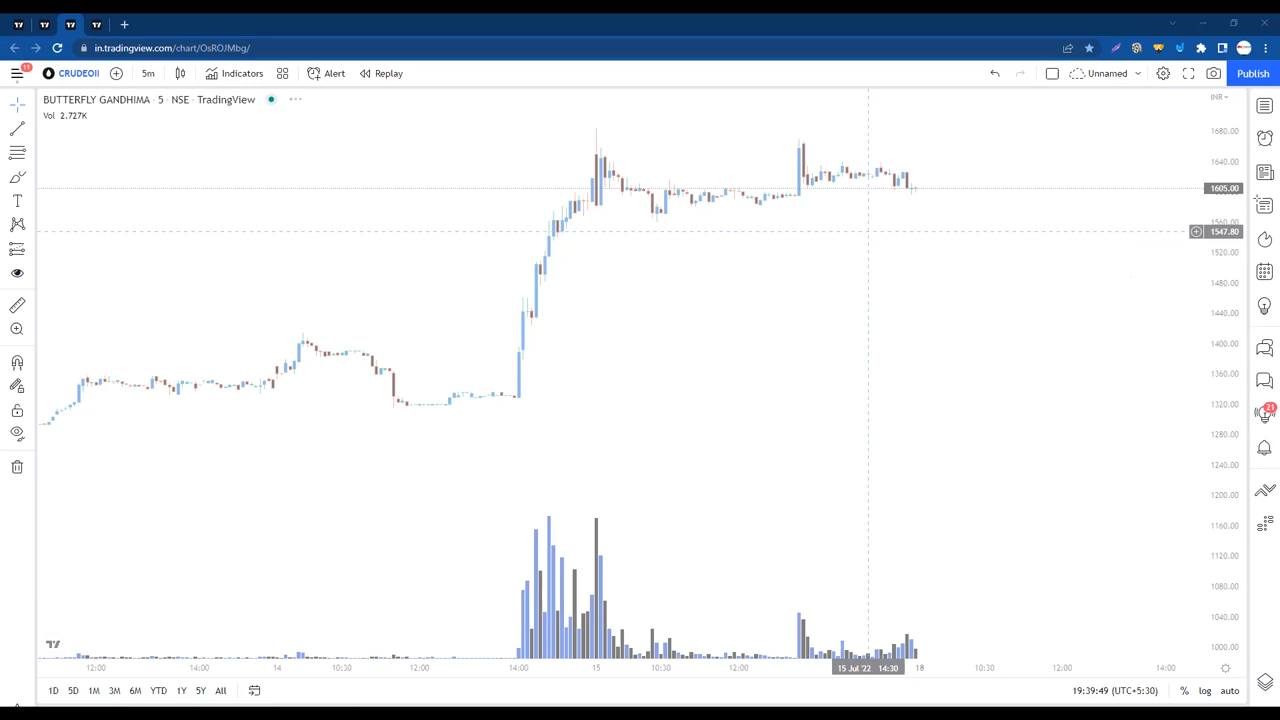 in.tradingview.com/chart/OsROJMbg/
11
CRUDEOIl
5m
Indicators
Alert
Replay
Unnamed
Publish
BUTTERFLY GANDHIMA · 5 · NSE · TradingView
Vol 2.727K
INR
1680.00
1640.00
1605.00
1560.00
1547.80
1520.00
1480.00
1440.00
1400.00
1360.00
1320.00
1280.00
1240.00
1200.00
1160.00
1120.00
1080.00
1040.00
1000.00
21
12:00
14:00
14
10:30
12:00
14:00
15
10:30
12:00
15 Jul '22 14:30
18
10:30
12:00
14:00
1D 5D 1M 3M 6M YTD 1Y 5Y All
19:39:49 (UTC+5:30)
% log auto